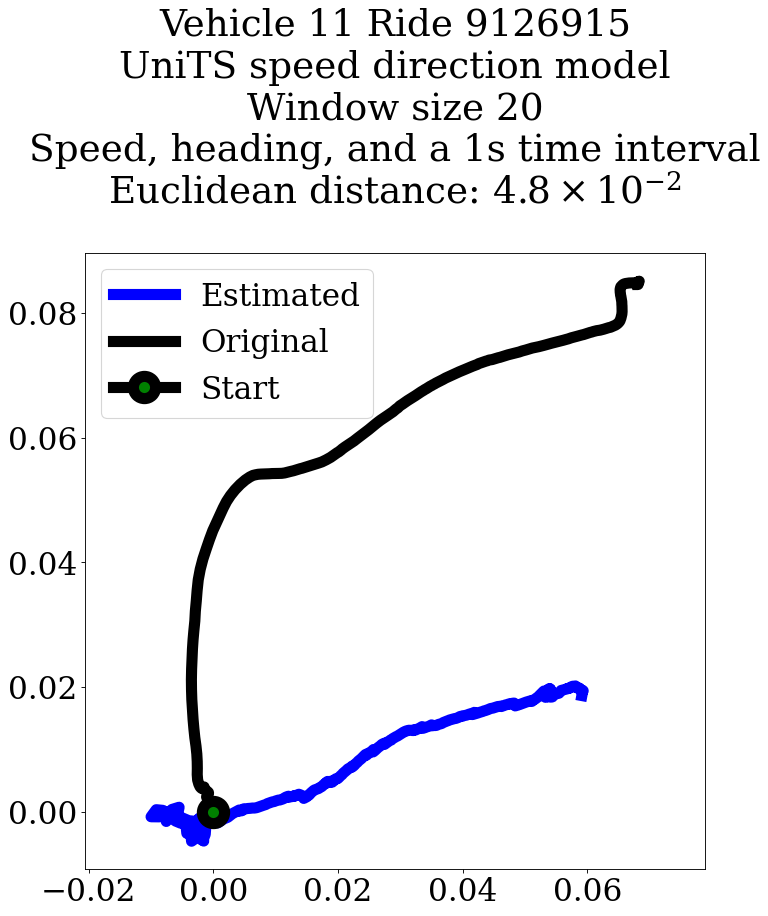 Vehicle 11 Ride 9126915
UniTS speed direction model
Window size 20
Speed, heading, and a 1s time interval
Euclidean distance: 4.8 × 10⁻²
Estimated
Original
Start
0.08
0.06
0.04
0.02
0.00
−0.02 0.00 0.02 0.04 0.06